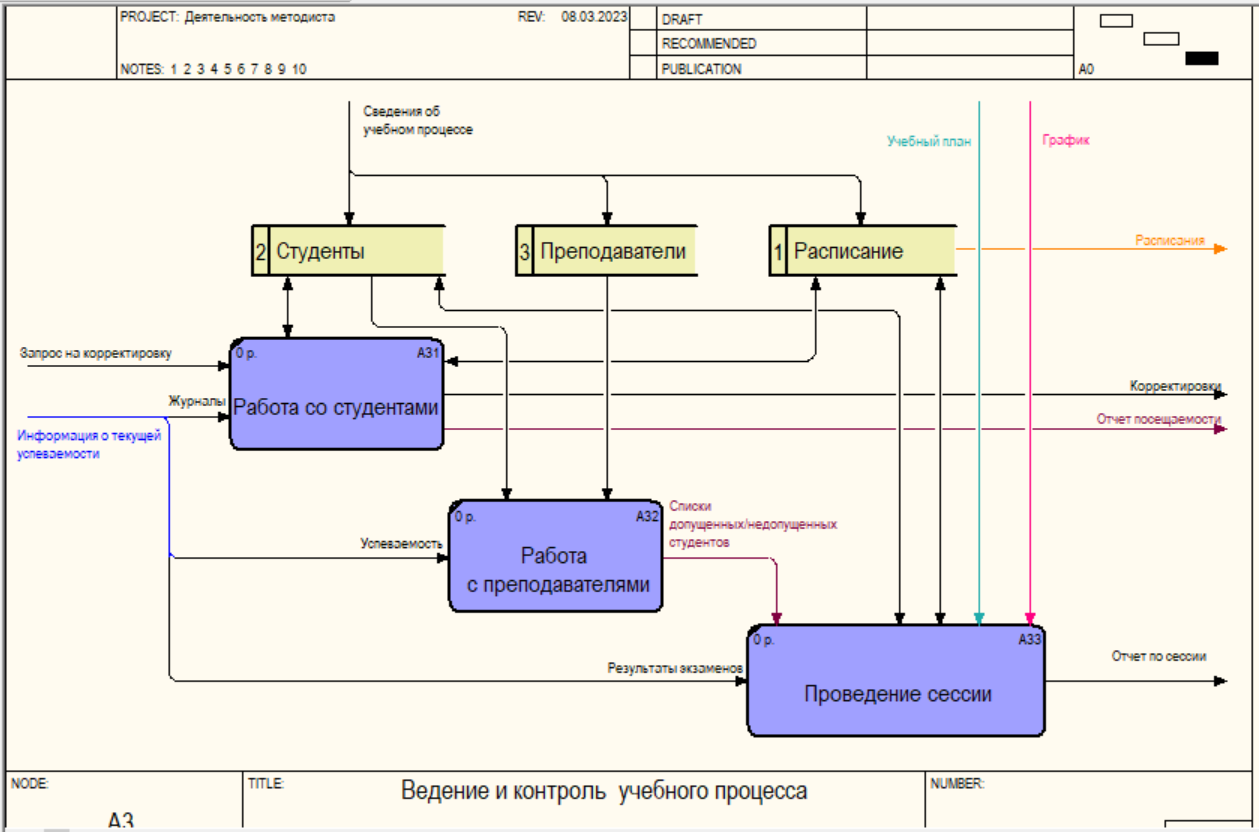 PROJECT: Деятельность методиста
REV: 08.03.2023
DRAFT
RECOMMENDED
NOTES: 1 2 3 4 5 6 7 8 9 10
PUBLICATION
A0
Сведения об
учебном процессе
Учебный план
График
2 Студенты
3 Преподаватели
1 Расписание
Расписания
Запрос на корректировку
0 р.
A31
Работа со студентами
Журналы
Корректировки
Отчет посещаемости
Информация о текущей
успеваемости
Списки
допущенных/недопущенных
студентов
0 р.
A32
Работа
с преподавателями
Успеваемость
0 р.
A33
Проведение сессии
Результаты экзаменов
Отчет по сессии
NODE:
A3
TITLE:
Ведение и контроль учебного процесса
NUMBER: